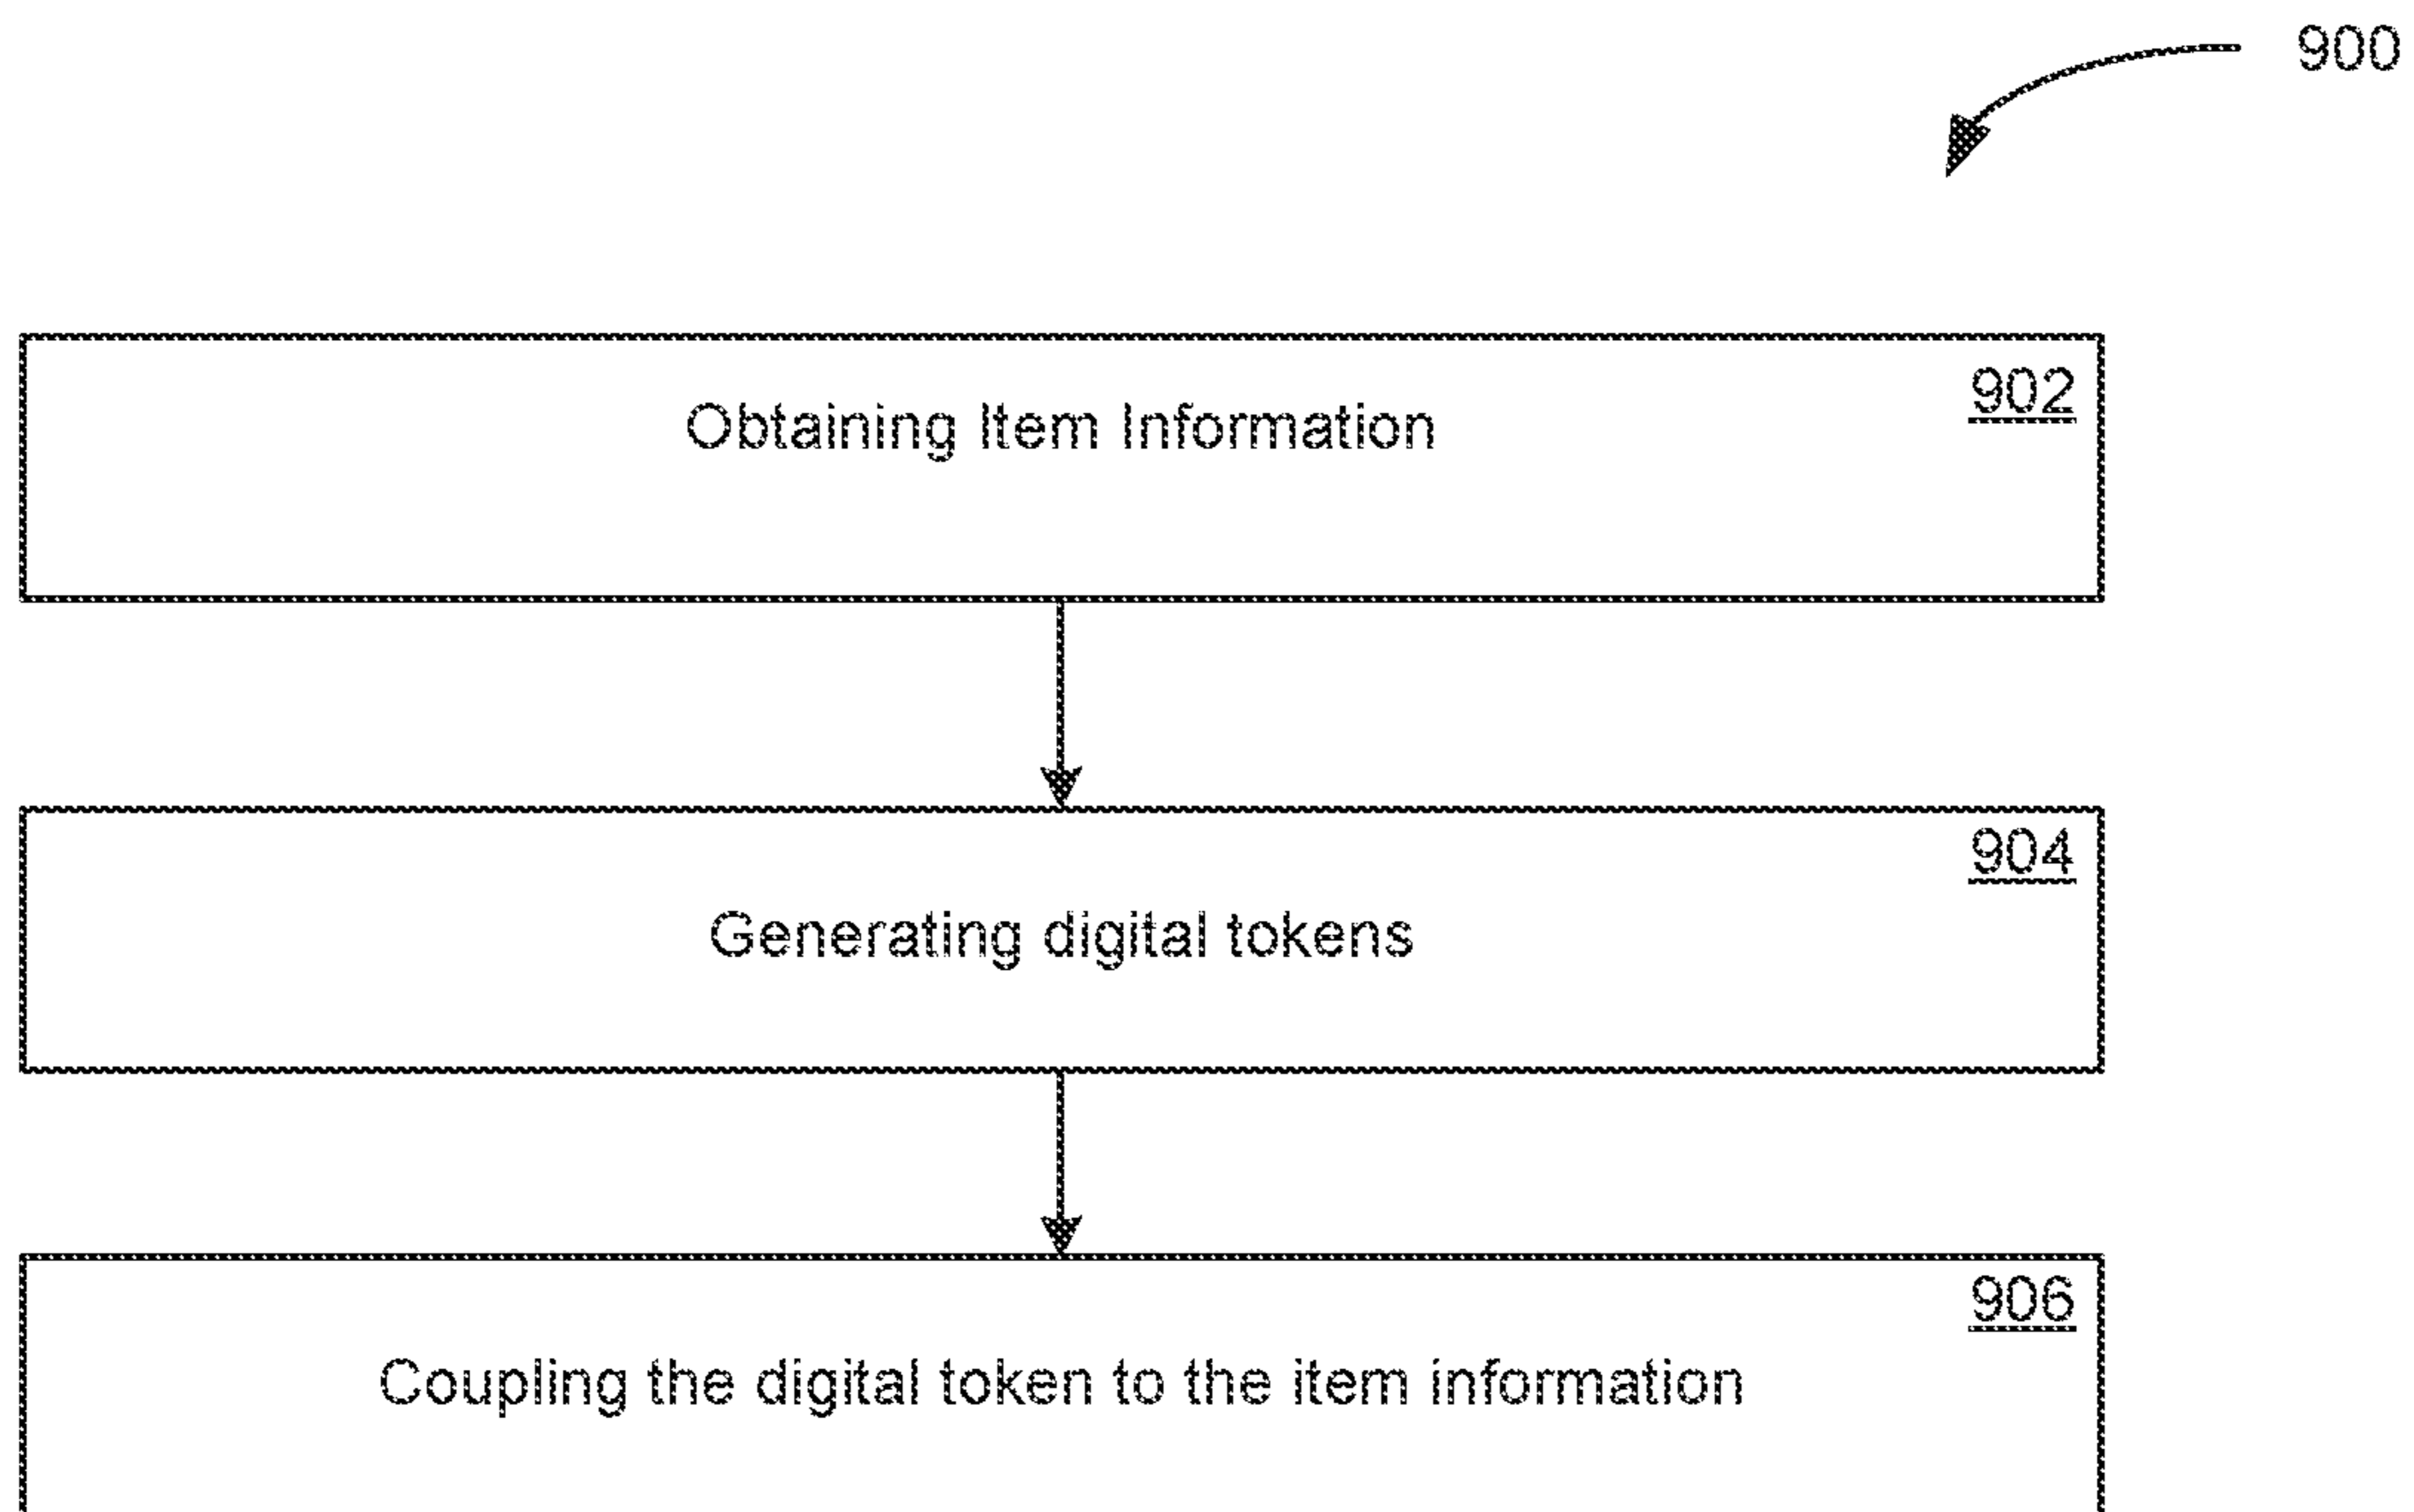 900
902
Obtaining Item Information
904
Generating digital tokens
906
Coupling the digital token to the item information